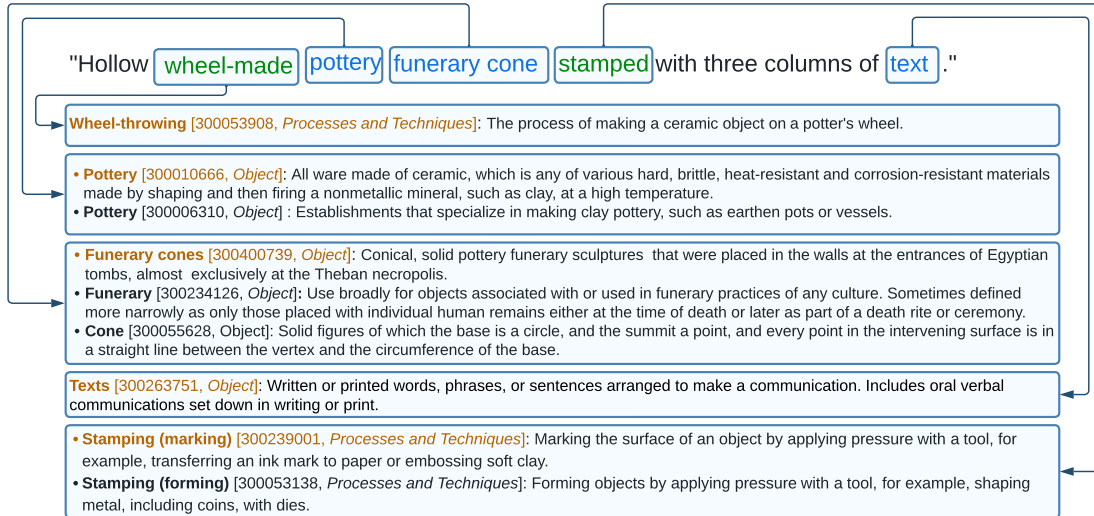 "Hollow wheel-made pottery funerary cone stamped with three columns of text ."
Wheel-throwing [300053908, Processes and Techniques]: The process of making a ceramic object on a potter's wheel.
• Pottery [300010666, Object]: All ware made of ceramic, which is any of various hard, brittle, heat-resistant and corrosion-resistant materials
made by shaping and then firing a nonmetallic mineral, such as clay, at a high temperature.
• Pottery [300006310, Object] : Establishments that specialize in making clay pottery, such as earthen pots or vessels.
• Funerary cones [300400739, Object]: Conical, solid pottery funerary sculptures that were placed in the walls at the entrances of Egyptian
tombs, almost exclusively at the Theban necropolis.
• Funerary [300234126, Object]: Use broadly for objects associated with or used in funerary practices of any culture. Sometimes defined
more narrowly as only those placed with individual human remains either at the time of death or later as part of a death rite or ceremony.
• Cone [300055628, Object]: Solid figures of which the base is a circle, and the summit a point, and every point in the intervening surface is in
a straight line between the vertex and the circumference of the base.
Texts [300263751, Object]: Written or printed words, phrases, or sentences arranged to make a communication. Includes oral verbal
communications set down in writing or print.
• Stamping (marking) [300239001, Processes and Techniques]: Marking the surface of an object by applying pressure with a tool, for
example, transferring an ink mark to paper or embossing soft clay.
• Stamping (forming) [300053138, Processes and Techniques]: Forming objects by applying pressure with a tool, for example, shaping
metal, including coins, with dies.